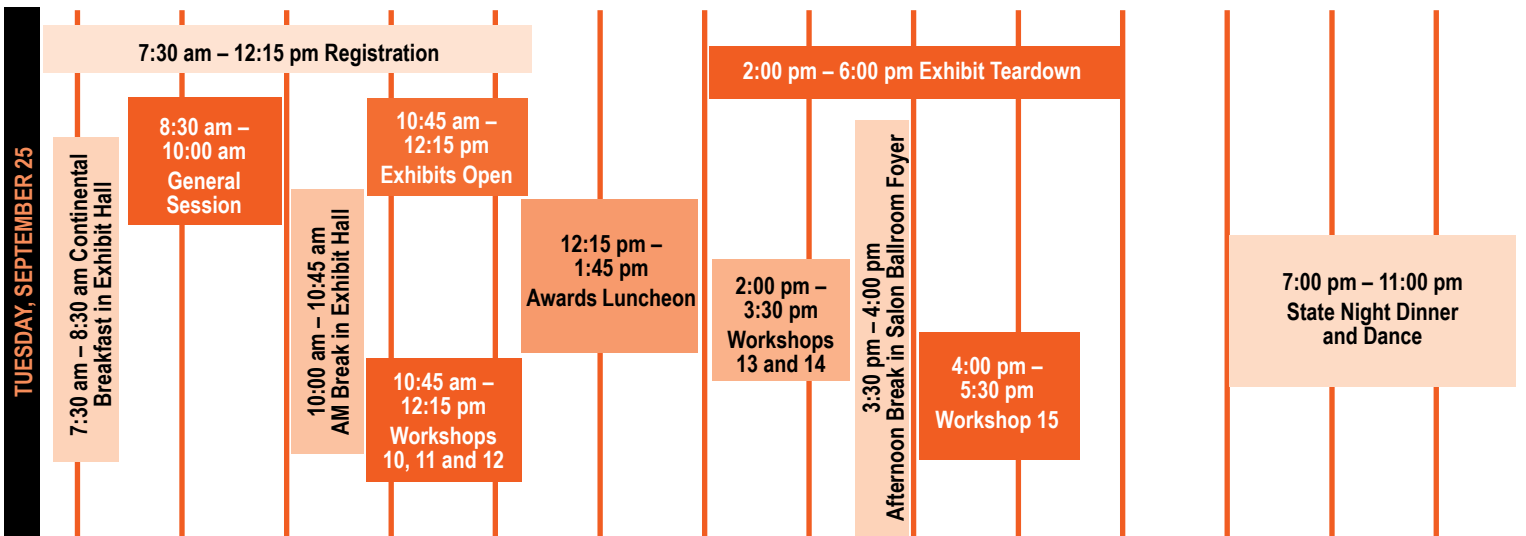 TUESDAY, SEPTEMBER 25
7:30 am – 12:15 pm Registration
7:30 am – 8:30 am Continental
Breakfast in Exhibit Hall
8:30 am –
10:00 am
General
Session
10:00 am – 10:45 am
AM Break in Exhibit Hall
10:45 am –
12:15 pm
Exhibits Open
10:45 am –
12:15 pm
Workshops
10, 11 and 12
12:15 pm –
1:45 pm
Awards Luncheon
2:00 pm – 6:00 pm Exhibit Teardown
2:00 pm –
3:30 pm
Workshops
13 and 14
3:30 pm – 4:00 pm
Afternoon Break in Salon Ballroom Foyer
4:00 pm –
5:30 pm
Workshop 15
7:00 pm – 11:00 pm
State Night Dinner
and Dance